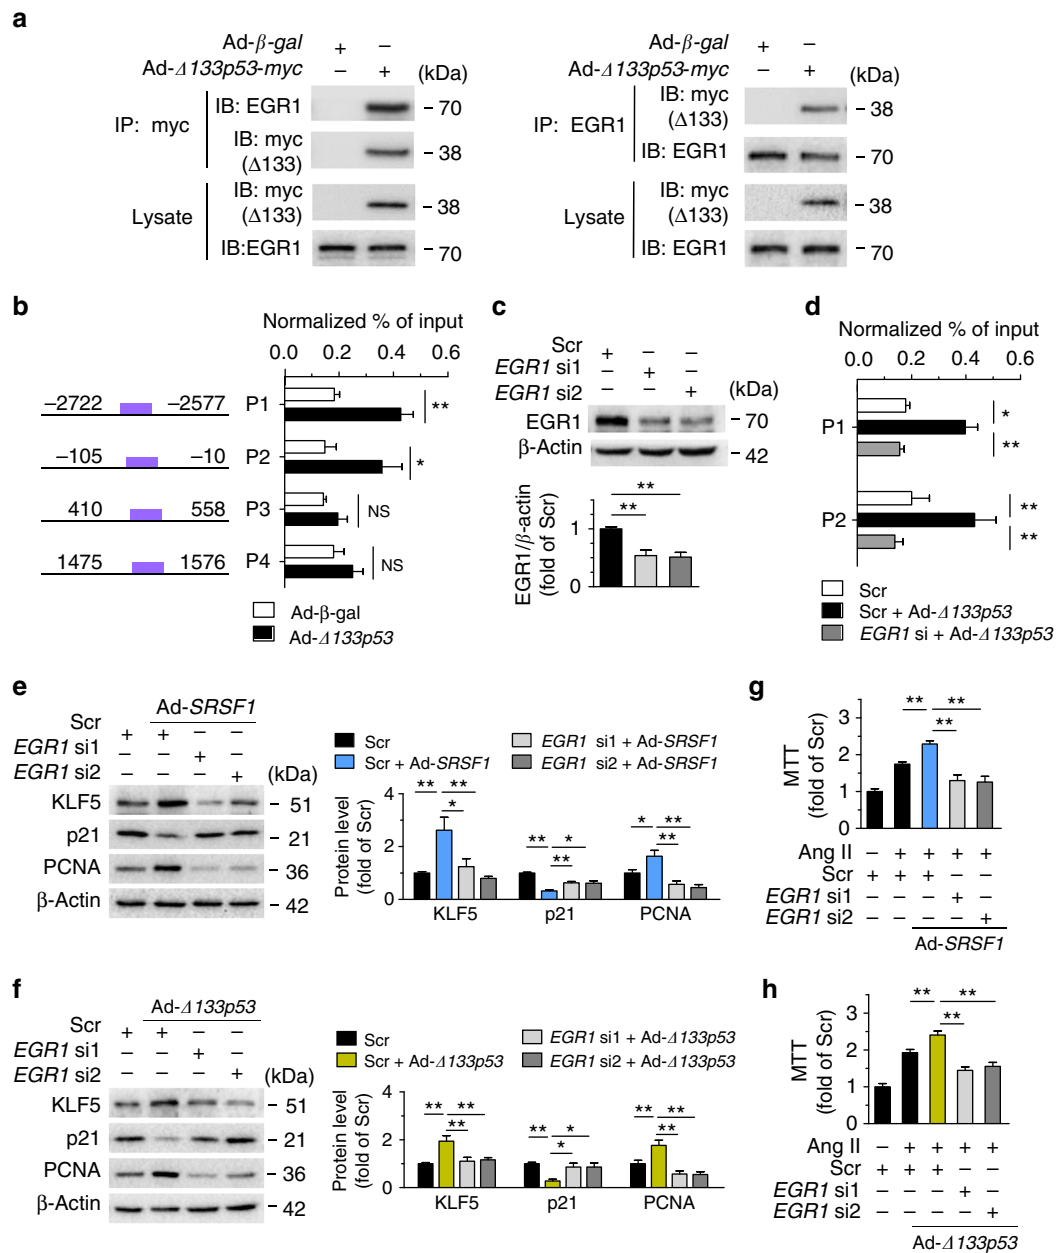 a
Ad-β-gal + –
Ad-Δ133p53-myc – + (kDa)
IP: myc
IB: EGR1 – 70
IB: myc (Δ133) – 38
Lysate
IB: myc (Δ133) – 38
IB:EGR1 – 70
Ad-β-gal + –
Ad-Δ133p53-myc – + (kDa)
IP: EGR1
IB: myc (Δ133) – 38
IB: EGR1 – 70
Lysate
IB: myc (Δ133) – 38
IB: EGR1 – 70
b
Normalized % of input
0.0 0.2 0.4 0.6
–2722 –2577 P1 **
–105 –10 P2 *
410 558 P3 NS
1475 1576 P4 NS
Ad-β-gal
Ad-Δ133p53
c
Scr + – –
EGR1 si1 – + –
EGR1 si2 – – + (kDa)
EGR1 – 70
β-Actin – 42
EGR1/β-actin (fold of Scr)
1
0
**
**
d
Normalized % of input
0.0 0.2 0.4 0.6
P1 * **
P2 ** **
Scr
Scr + Ad-Δ133p53
EGR1 si + Ad-Δ133p53
e
Ad-SRSF1
Scr + + – –
EGR1 si1 – – + –
EGR1 si2 – – – + (kDa)
KLF5 – 51
p21 – 21
PCNA – 36
β-Actin – 42
Scr
Scr + Ad-SRSF1
EGR1 si1 + Ad-SRSF1
EGR1 si2 + Ad-SRSF1
Protein level (fold of Scr)
4
2
0
** ** *
** * **
* ** **
KLF5 p21 PCNA
g
MTT (fold of Scr)
3
2
1
0
** ** **
Ang II – + + + +
Scr + + + – –
EGR1 si1 – – – + –
EGR1 si2 – – – – +
Ad-SRSF1
f
Ad-Δ133p53
Scr + + – –
EGR1 si1 – – + –
EGR1 si2 – – – + (kDa)
KLF5 – 51
p21 – 21
PCNA – 36
β-Actin – 42
Scr
Scr + Ad-Δ133p53
EGR1 si1 + Ad-Δ133p53
EGR1 si2 + Ad-Δ133p53
Protein level (fold of Scr)
4
2
0
** ** **
** * *
** ** **
KLF5 p21 PCNA
h
MTT (fold of Scr)
3
2
1
0
** ** **
Ang II – + + + +
Scr + + + – –
EGR1 si1 – – – + –
EGR1 si2 – – – – +
Ad-Δ133p53